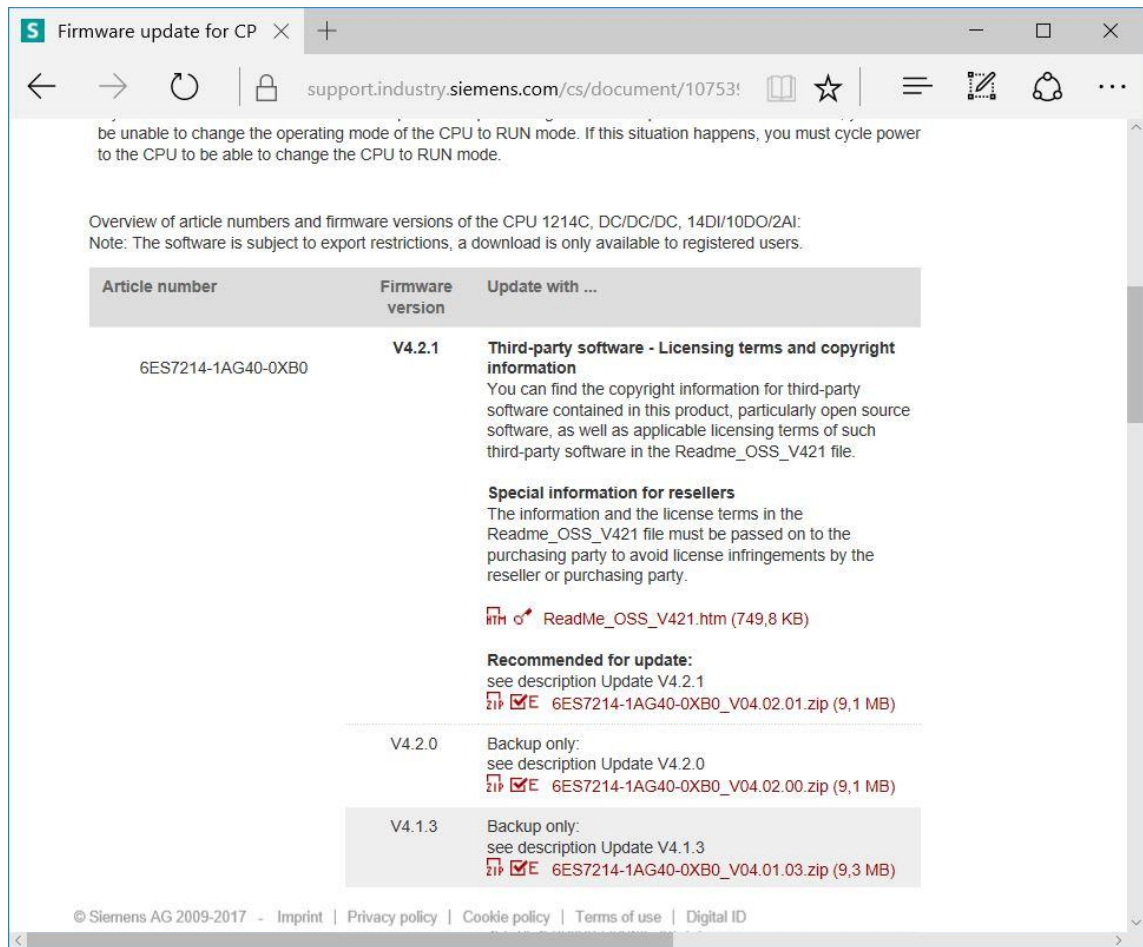 S Firmware update for CP
support.industry.siemens.com/cs/document/10753
be unable to change the operating mode of the CPU to RUN mode. If this situation happens, you must cycle power
to the CPU to be able to change the CPU to RUN mode.
Overview of article numbers and firmware versions of the CPU 1214C, DC/DC/DC, 14DI/10DO/2AI:
Note: The software is subject to export restrictions, a download is only available to registered users.
Article number Firmware version Update with ...
6ES7214-1AG40-0XB0
V4.2.1
Third-party software - Licensing terms and copyright
information
You can find the copyright information for third-party
software contained in this product, particularly open source
software, as well as applicable licensing terms of such
third-party software in the Readme_OSS_V421 file.
Special information for resellers
The information and the license terms in the
Readme_OSS_V421 file must be passed on to the
purchasing party to avoid license infringements by the
reseller or purchasing party.
HTM ReadMe_OSS_V421.htm (749,8 KB)
Recommended for update:
see description Update V4.2.1
ZIP E 6ES7214-1AG40-0XB0_V04.02.01.zip (9,1 MB)
V4.2.0
Backup only:
see description Update V4.2.0
ZIP E 6ES7214-1AG40-0XB0_V04.02.00.zip (9,1 MB)
V4.1.3
Backup only:
see description Update V4.1.3
ZIP E 6ES7214-1AG40-0XB0_V04.01.03.zip (9,3 MB)
© Siemens AG 2009-2017 - Imprint | Privacy policy | Cookie policy | Terms of use | Digital ID